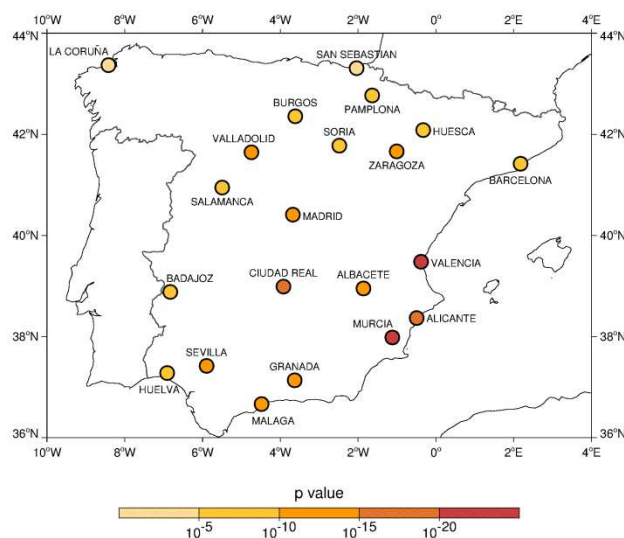 10°W 8°W 6°W 4°W 2°W 0° 2°E 4°E
44°N 44°N
LA CORUÑA SAN SEBASTIAN
PAMPLONA
BURGOS
42°N VALLADOLID SORIA HUESCA 42°N
ZARAGOZA
BARCELONA
SALAMANCA
MADRID
40°N 40°N
VALENCIA
BADAJOZ CIUDAD REAL ALBACETE
MURCIA ALICANTE
38°N 38°N
SEVILLA
GRANADA
HUELVA
MALAGA
36°N 36°N
10°W 8°W 6°W 4°W 2°W 0° 2°E 4°E
p value
10⁻⁵ 10⁻¹⁰ 10⁻¹⁵ 10⁻²⁰